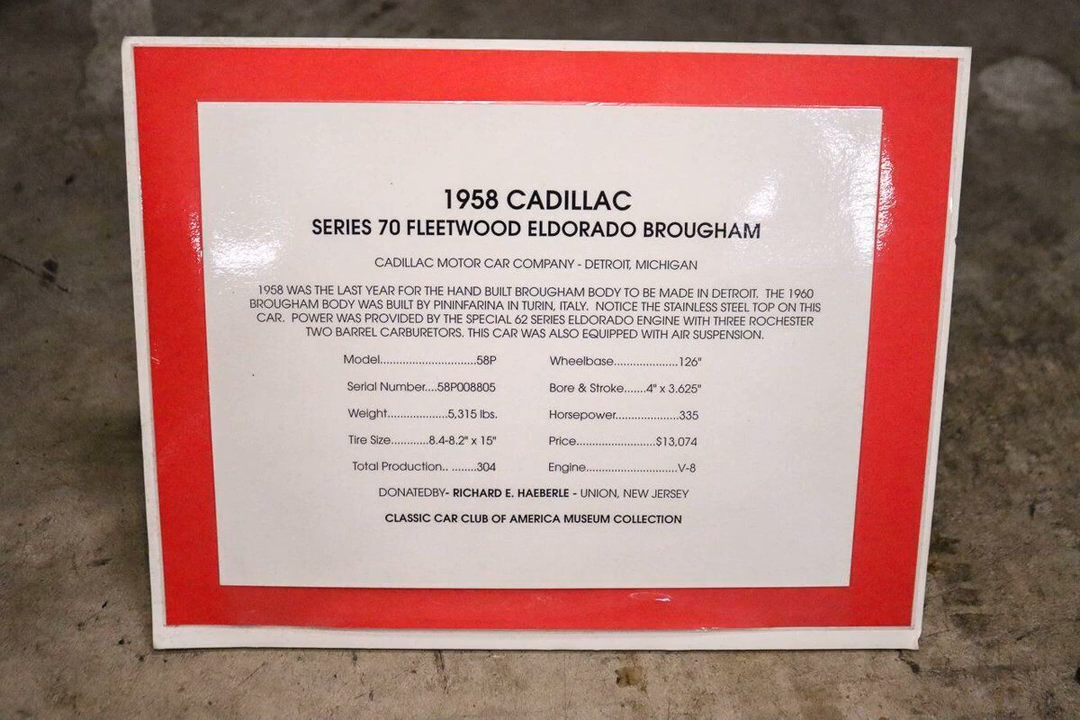 1958 CADILLAC
SERIES 70 FLEETWOOD ELDORADO BROUGHAM
CADILLAC MOTOR CAR COMPANY - DETROIT, MICHIGAN
1958 WAS THE LAST YEAR FOR THE HAND BUILT BROUGHAM BODY TO BE MADE IN DETROIT. THE 1960
BROUGHAM BODY WAS BUILT BY PININFARINA IN TURIN, ITALY. NOTICE THE STAINLESS STEEL TOP ON THIS
CAR. POWER WAS PROVIDED BY THE SPECIAL 62 SERIES ELDORADO ENGINE WITH THREE ROCHESTER
TWO BARREL CARBURETORS. THIS CAR WAS ALSO EQUIPPED WITH AIR SUSPENSION.
Model..............................58P
Serial Number....58P008805
Weight...................5,315 lbs.
Tire Size............8.4-8.2" x 15"
Total Production.. ........304
Wheelbase....................126"
Bore & Stroke.......4" x 3.625"
Horsepower....................335
Price.........................$13,074
Engine.............................V-8
DONATEDBY- RICHARD E. HAEBERLE - UNION, NEW JERSEY
CLASSIC CAR CLUB OF AMERICA MUSEUM COLLECTION